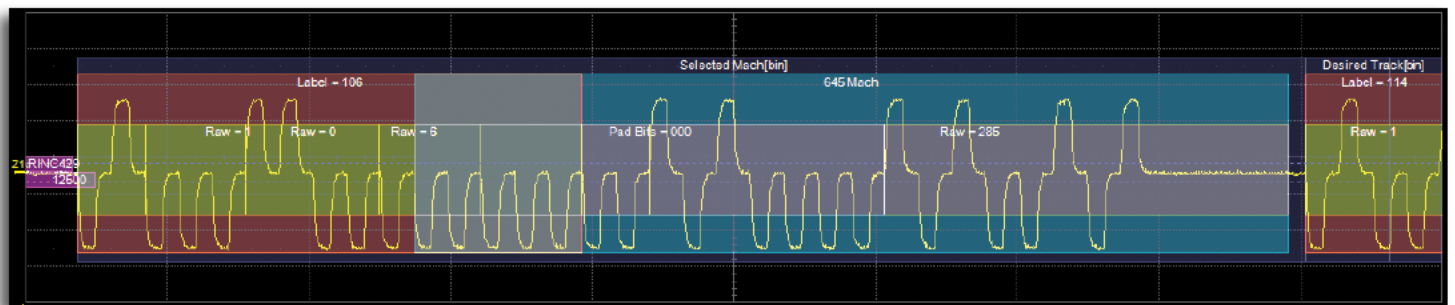 Selected Mach[bin]
Desired Track[bin]
Label = 106
645 Mach
Label = 114
Raw = 1
Raw = 0
Raw = 6
Pad Bits = 000
Raw = 285
Raw = 1
Z1
RINC429
12500